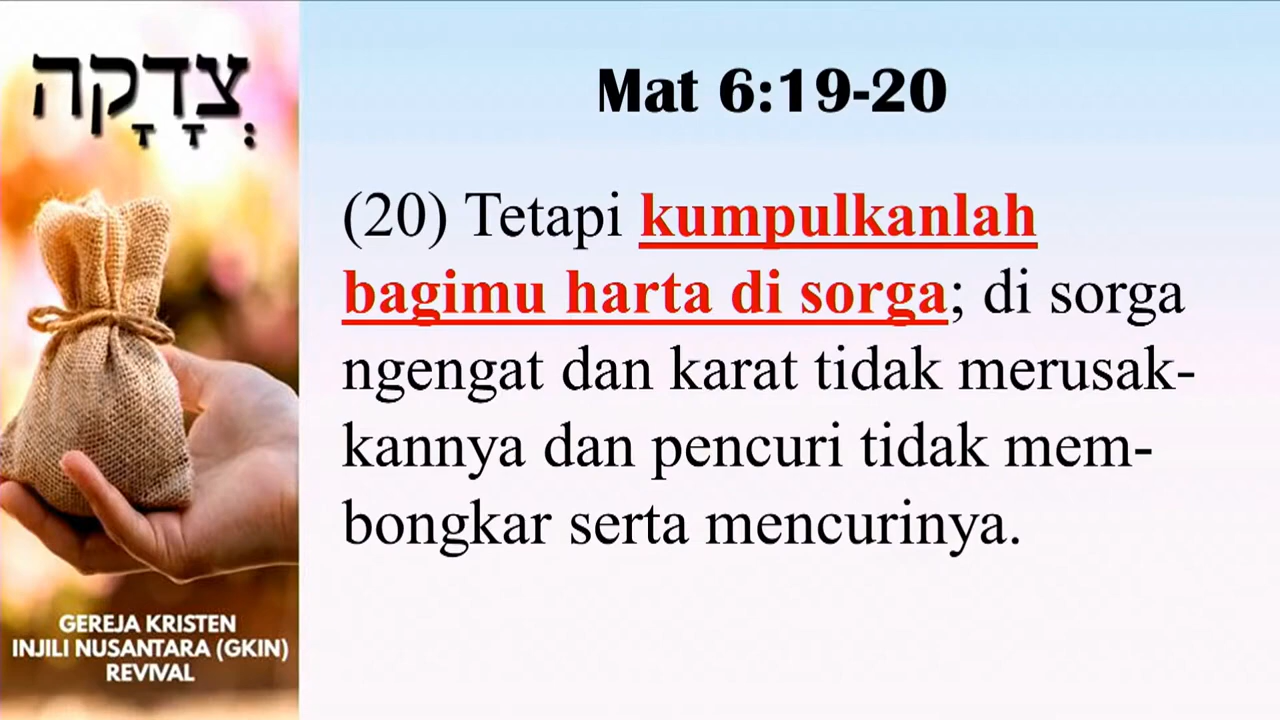 צְדָקָה
Mat 6:19-20
(20) Tetapi kumpulkanlah
bagimu harta di sorga; di sorga
ngengat dan karat tidak merusak-
kannya dan pencuri tidak mem-
bongkar serta mencurinya.
GEREJA KRISTEN
INJILI NUSANTARA (GKIN)
REVIVAL